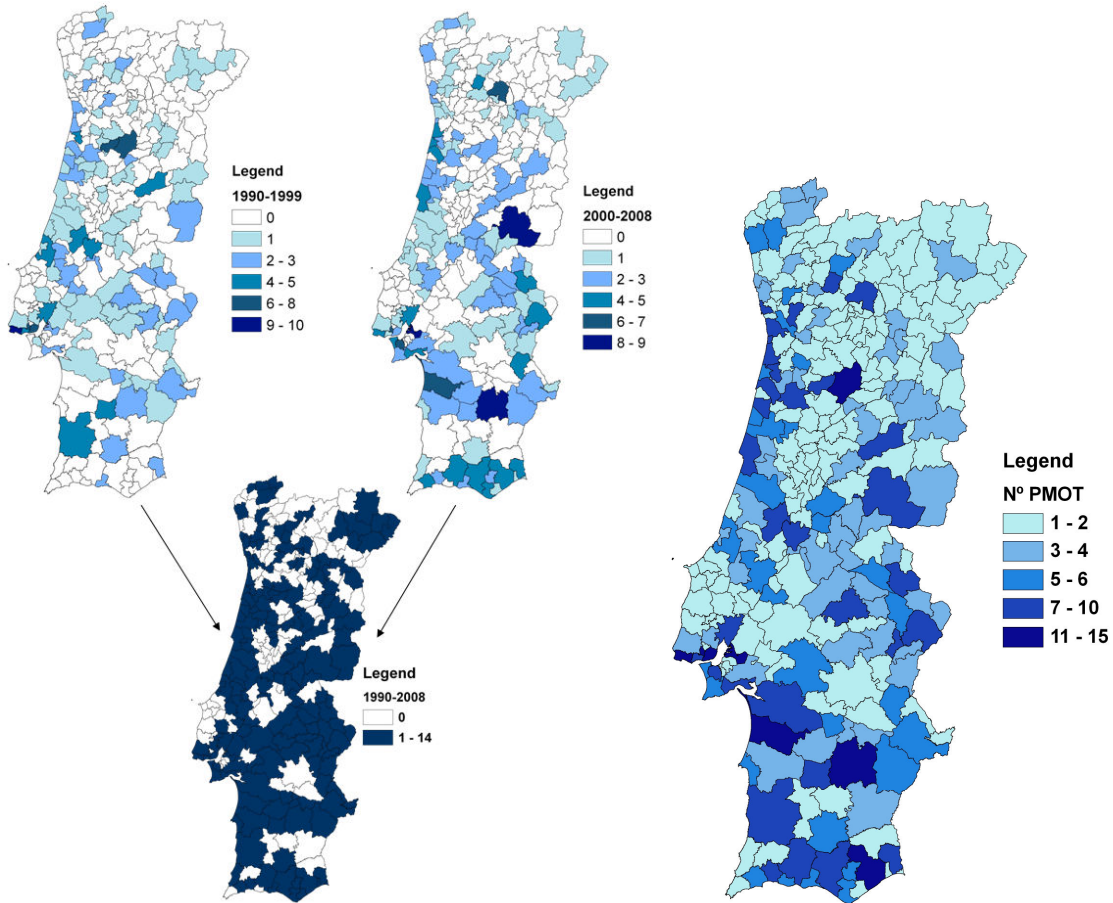 Legend
1990-1999
0
1
2 - 3
4 - 5
6 - 8
9 - 10
Legend
2000-2008
0
1
2 - 3
4 - 5
6 - 7
8 - 9
Legend
1990-2008
0
1 - 14
Legend
Nº PMOT
1 - 2
3 - 4
5 - 6
7 - 10
11 - 15